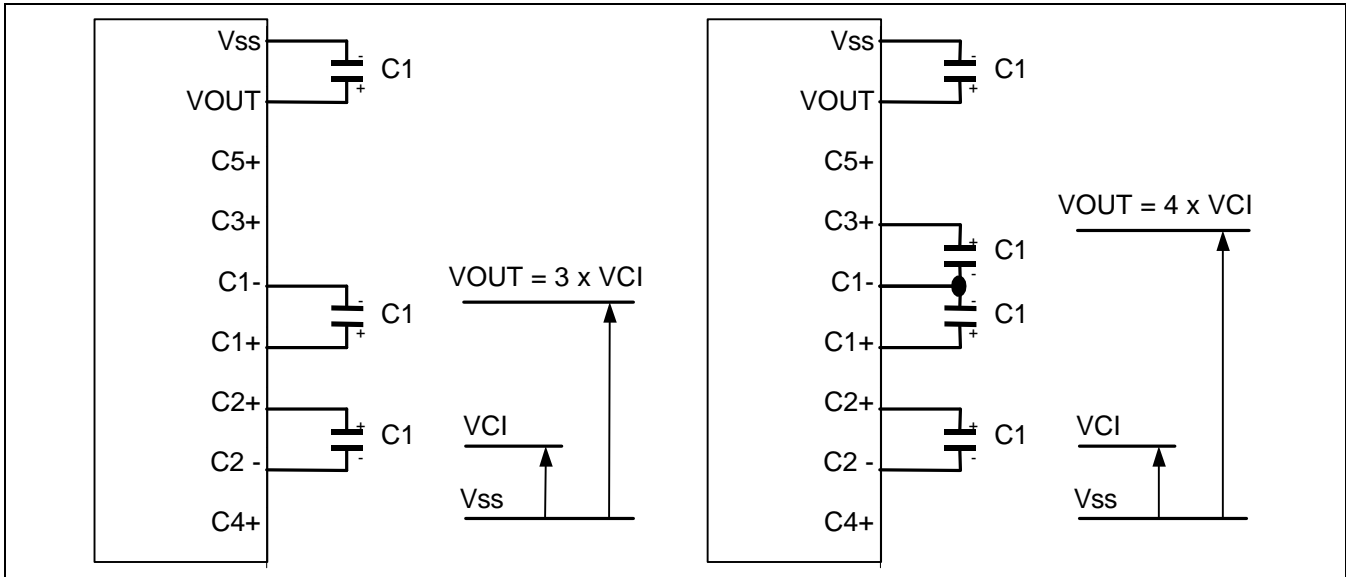 Vss
C1
VOUT
C5+
C3+
C1-
C1
C1+
C2+
C1
C2 -
C4+
VOUT = 3 x VCI
VCI
Vss
Vss
C1
VOUT
C5+
C3+
C1
C1-
C1
C1+
C2+
C1
C2 -
C4+
VOUT = 4 x VCI
VCI
Vss